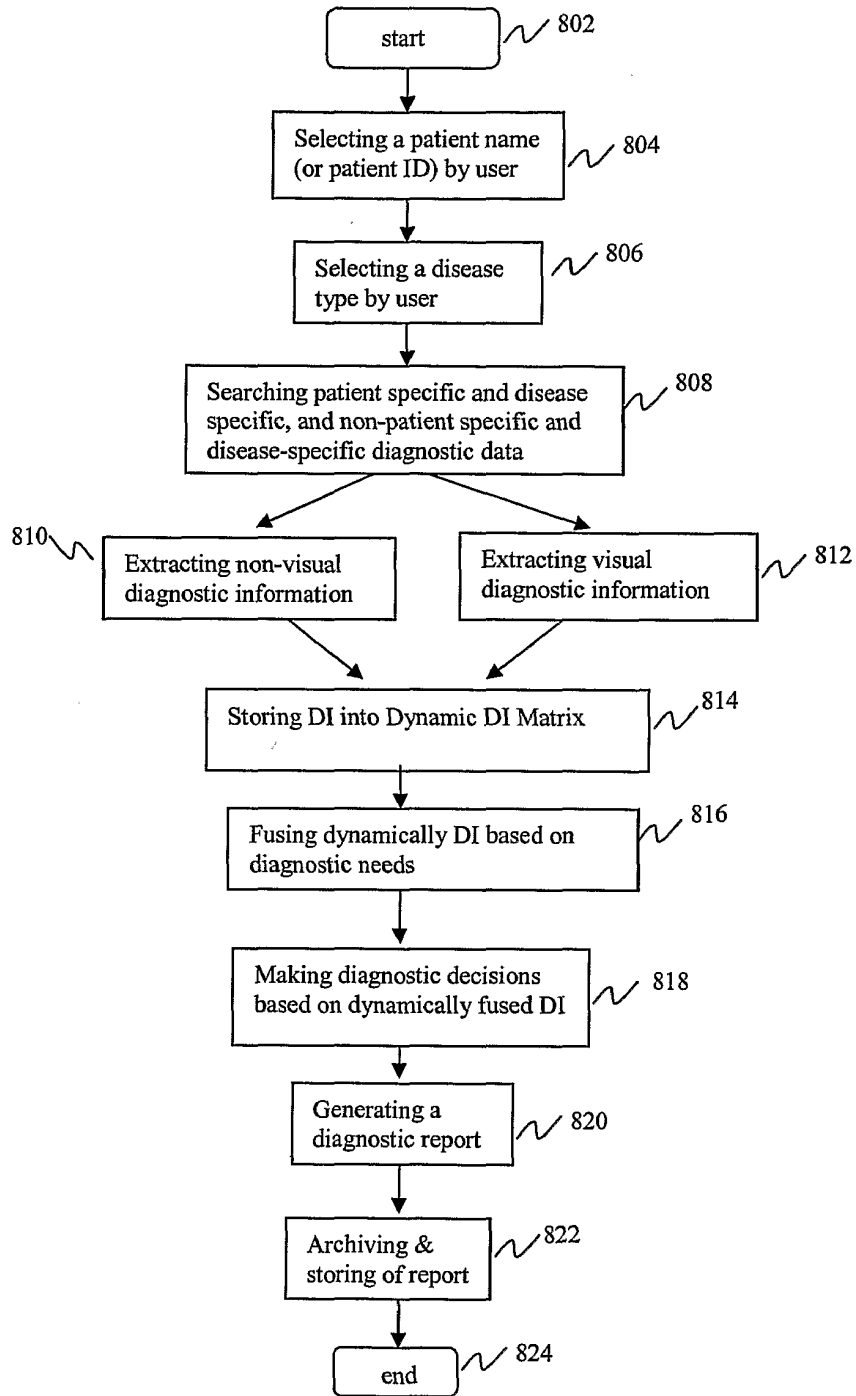 start
802
Selecting a patient name
(or patient ID) by user
804
Selecting a disease
type by user
806
Searching patient specific and disease
specific, and non-patient specific and
disease-specific diagnostic data
808
810
Extracting non-visual
diagnostic information
Extracting visual
diagnostic information
812
Storing DI into Dynamic DI Matrix
814
Fusing dynamically DI based on
diagnostic needs
816
Making diagnostic decisions
based on dynamically fused DI
818
Generating a
diagnostic report
820
Archiving &
storing of report
822
end
824